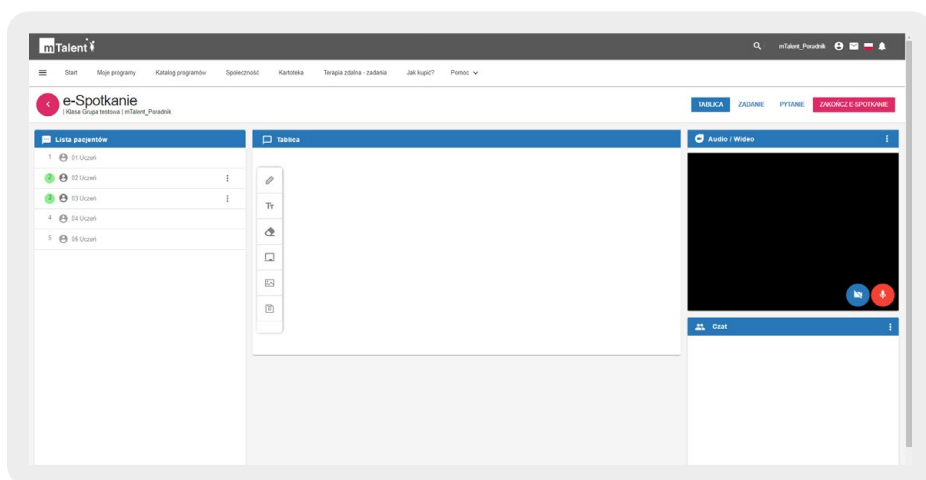 mTalent
mTalent_Poradnik
Start Moje programy Katalog programów Społeczność Kartoteka Terapia zdalna - zadania Jak kupić? Pomoc
e-Spotkanie
| Klasa Grupa testowa | mTalent_Poradnik
TABLICA ZADANIE PYTANIE ZAKOŃCZ E-SPOTKANIE
Lista pacjentów
1 01 Uczeń
2 02 Uczeń
3 03 Uczeń
4 04 Uczeń
5 05 Uczeń
Tablica
Tт
Audio / Wideo
Czat